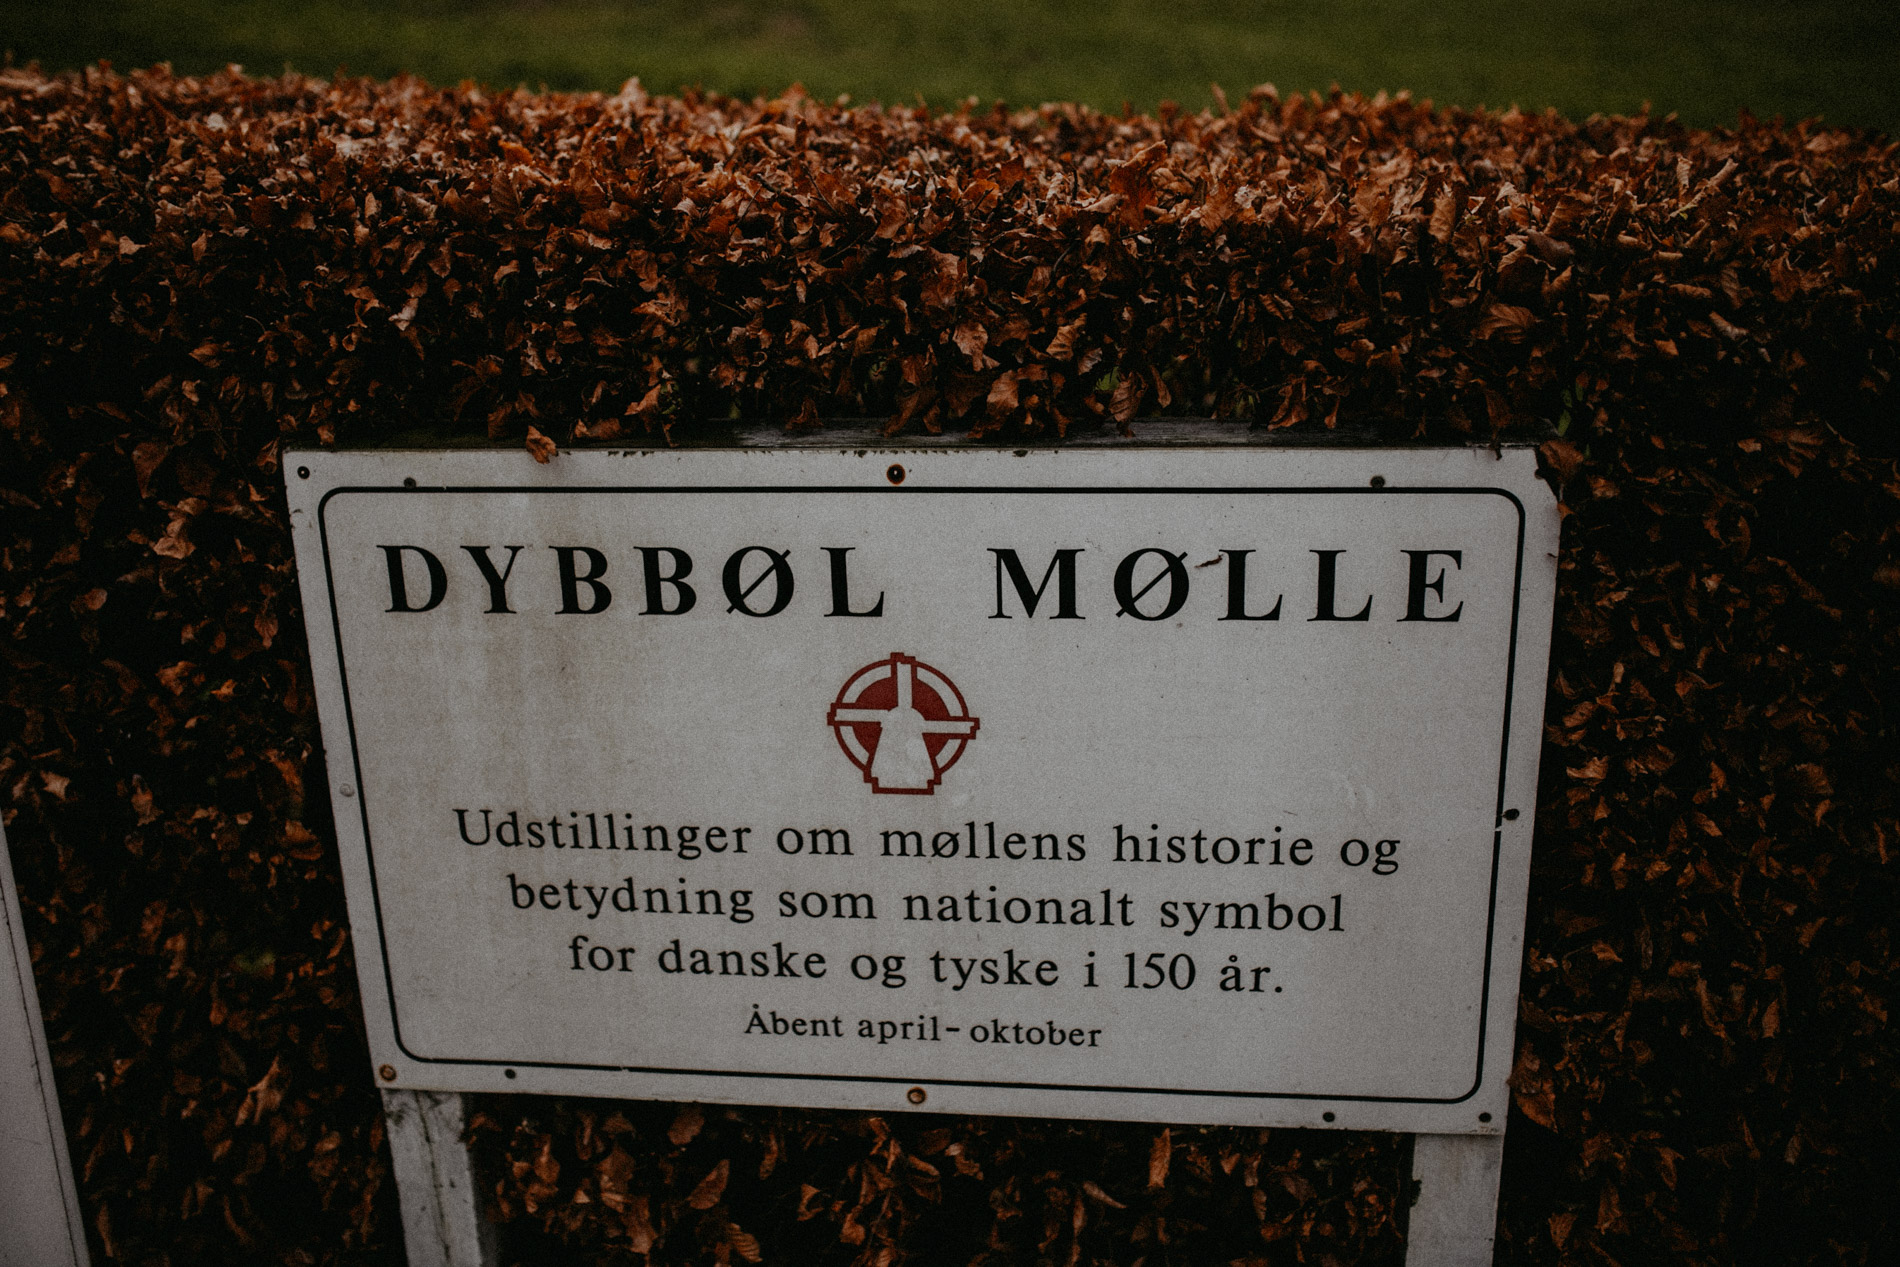 DYBBØL MØLLE
Udstillinger om møllens historie og
betydning som nationalt symbol
for danske og tyske i 150 år.
Åbent april-oktober